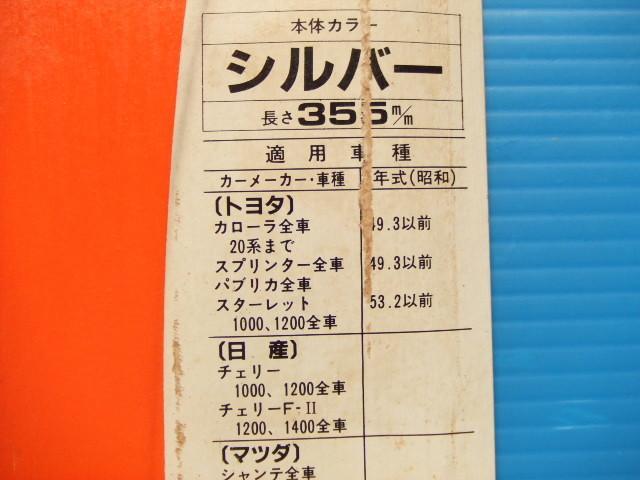 本体カラー
シルバー
長さ355m/m
適用車種
カーメーカー・車種 年式(昭和)
(トヨタ)
カローラ全車 49.3以前
20系まで
スプリンター全車 49.3以前
パブリカ全車
スターレット 53.2以前
1000、1200全車
(日産)
チェリー
1000、1200全車
チェリーF-II
1200、1400全車
(マツダ)
シャンテ全車